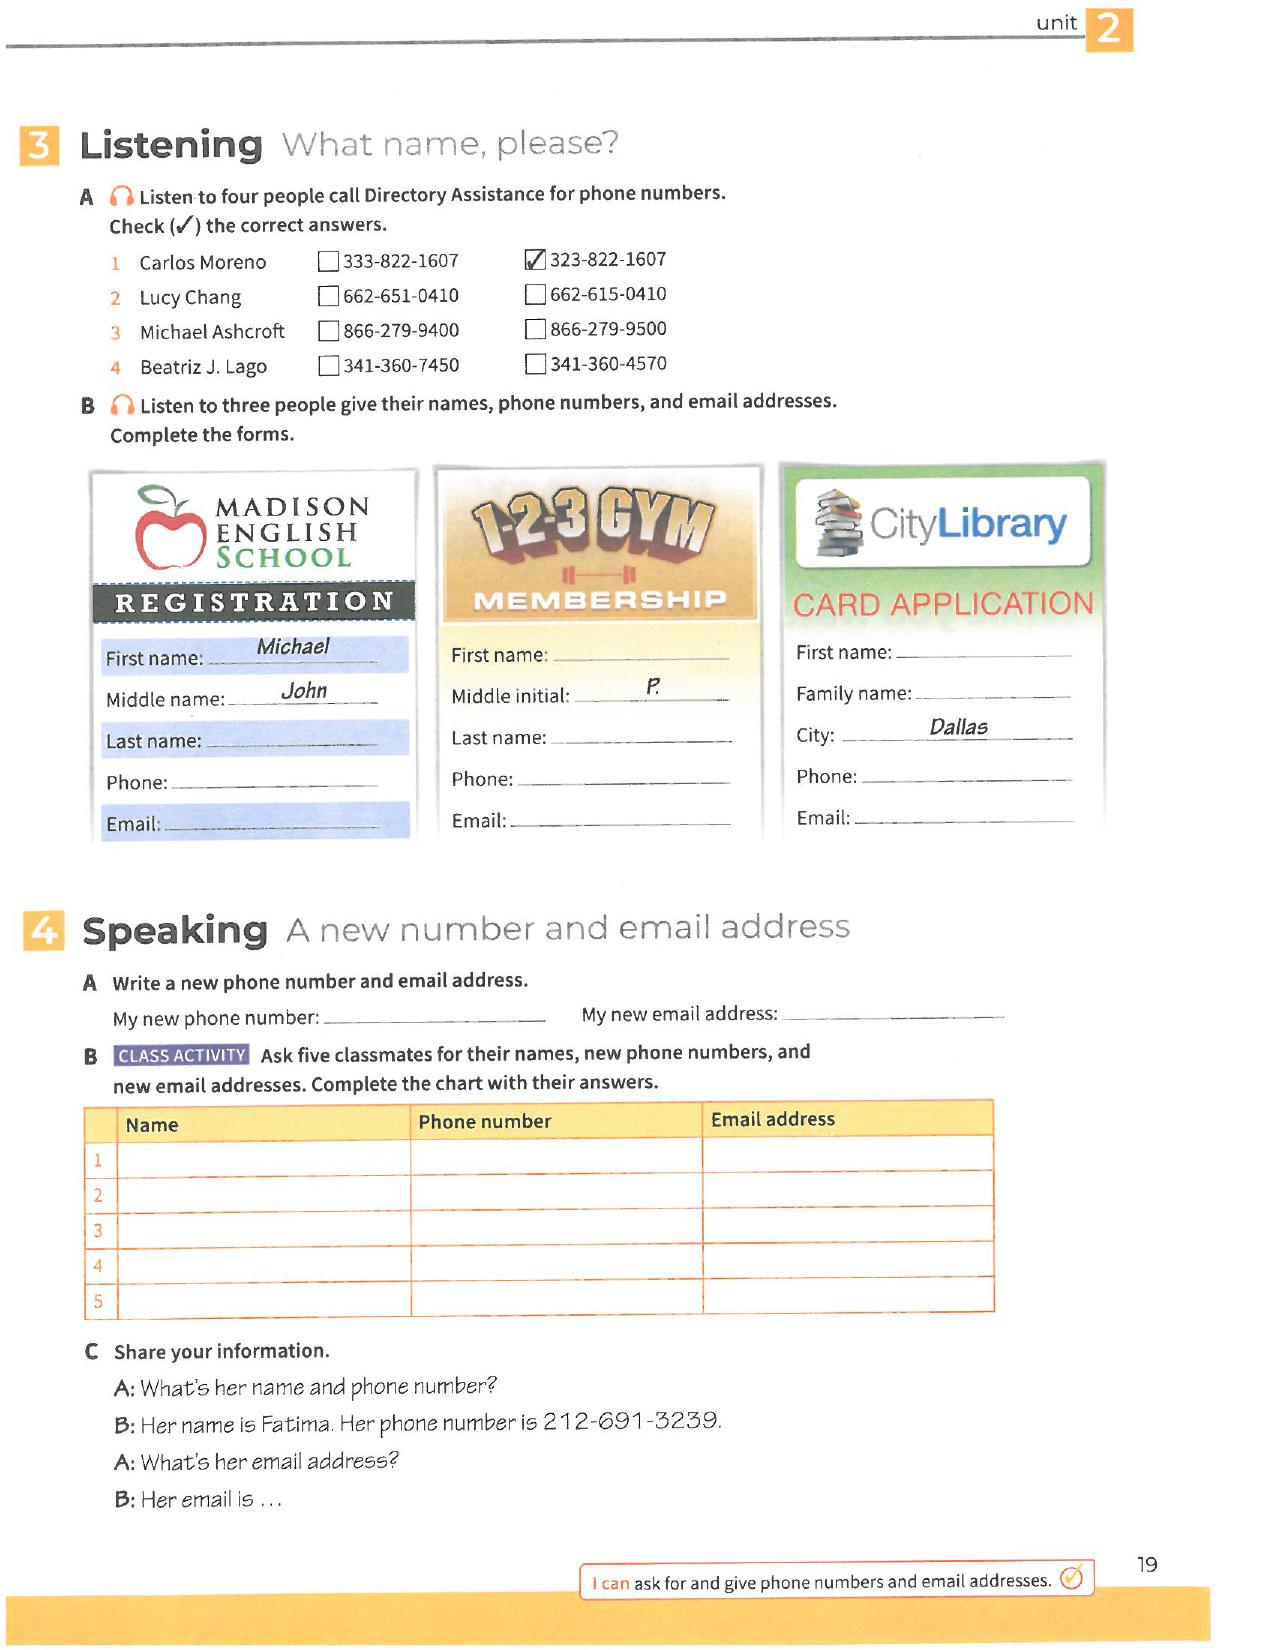 unit 2
3 Listening What name, please?
A Listen to four people call Directory Assistance for phone numbers.
Check (✓) the correct answers.
1 Carlos Moreno ☐ 333-822-1607 ☑ 323-822-1607
2 Lucy Chang ☐ 662-651-0410 ☐ 662-615-0410
3 Michael Ashcroft ☐ 866-279-9400 ☐ 866-279-9500
4 Beatriz J. Lago ☐ 341-360-7450 ☐ 341-360-4570
B Listen to three people give their names, phone numbers, and email addresses.
Complete the forms.
MADISON
ENGLISH
SCHOOL
REGISTRATION
First name: Michael
Middle name: John
Last name:
Phone:
Email:
1-2-3 GYM
MEMBERSHIP
First name:
Middle initial: P.
Last name:
Phone:
Email:
CityLibrary
CARD APPLICATION
First name:
Family name:
City: Dallas
Phone:
Email:
4 Speaking A new number and email address
A Write a new phone number and email address.
My new phone number: My new email address:
B CLASS ACTIVITY Ask five classmates for their names, new phone numbers, and
new email addresses. Complete the chart with their answers.
Name Phone number Email address
1
2
3
4
5
C Share your information.
A: What's her name and phone number?
B: Her name is Fatima. Her phone number is 212-691-3239.
A: What's her email address?
B: Her email is ...
I can ask for and give phone numbers and email addresses.
19